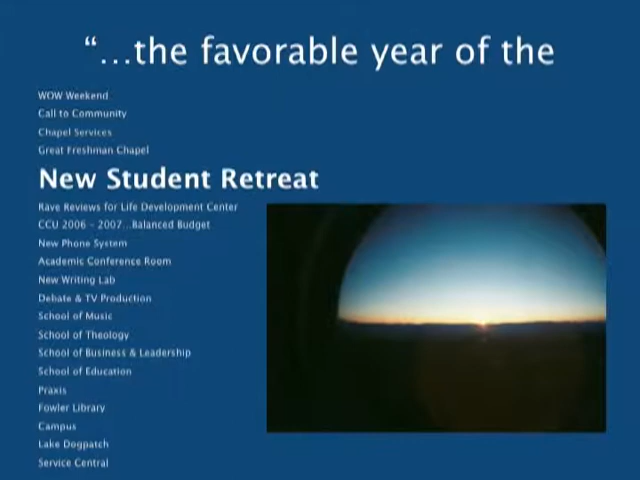 “...the favorable year of the
WOW Weekend
Call to Community
Chapel Services
Great Freshman Chapel
New Student Retreat
Rave Reviews for Life Development Center
CCU 2006 - 2007...Balanced Budget
New Phone System
Academic Conference Room
New Writing Lab
Debate & TV Production
School of Music
School of Theology
School of Business & Leadership
School of Education
Praxis
Fowler Library
Campus
Lake Dogpatch
Service Central